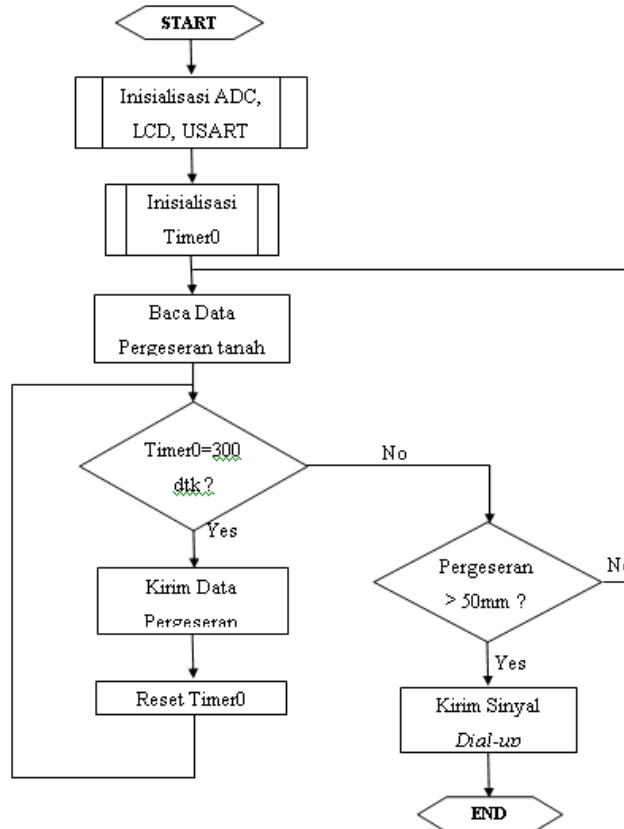 START
Inisialisasi ADC,
LCD, USART
Inisialisasi
Timer0
Baca Data
Pergeseran tanah
Timer0=300
dtk ?
No
Yes
Kirim Data
Pergeseran
Reset Timer0
Pergeseran
> 50mm ?
No
Yes
Kirim Sinyal
Dial-up
END